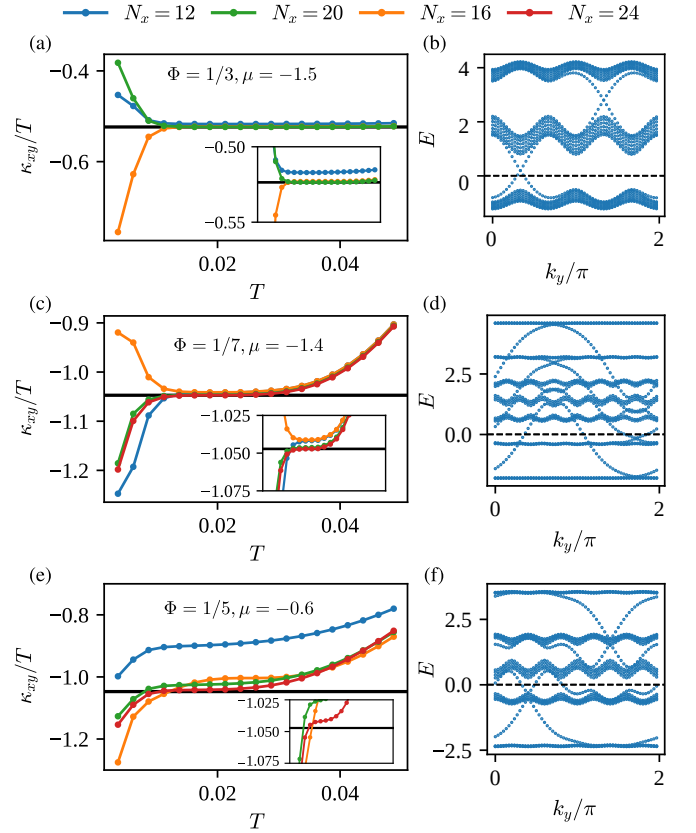 N_x = 12 N_x = 20 N_x = 16 N_x = 24
(a) (b)
Φ = 1/3, μ = −1.5
κ_xy/T
−0.4
−0.6
−0.50
−0.55
0.02 0.04
T
E
4
2
0
0 2
k_y/π
(c) (d)
Φ = 1/7, μ = −1.4
κ_xy/T
−0.9
−1.0
−1.1
−1.2
−1.025
−1.050
−1.075
0.02 0.04
T
E
2.5
0.0
0 2
k_y/π
(e) (f)
Φ = 1/5, μ = −0.6
κ_xy/T
−0.8
−1.0
−1.2
−1.025
−1.050
−1.075
0.02 0.04
T
E
2.5
0.0
−2.5
0 2
k_y/π